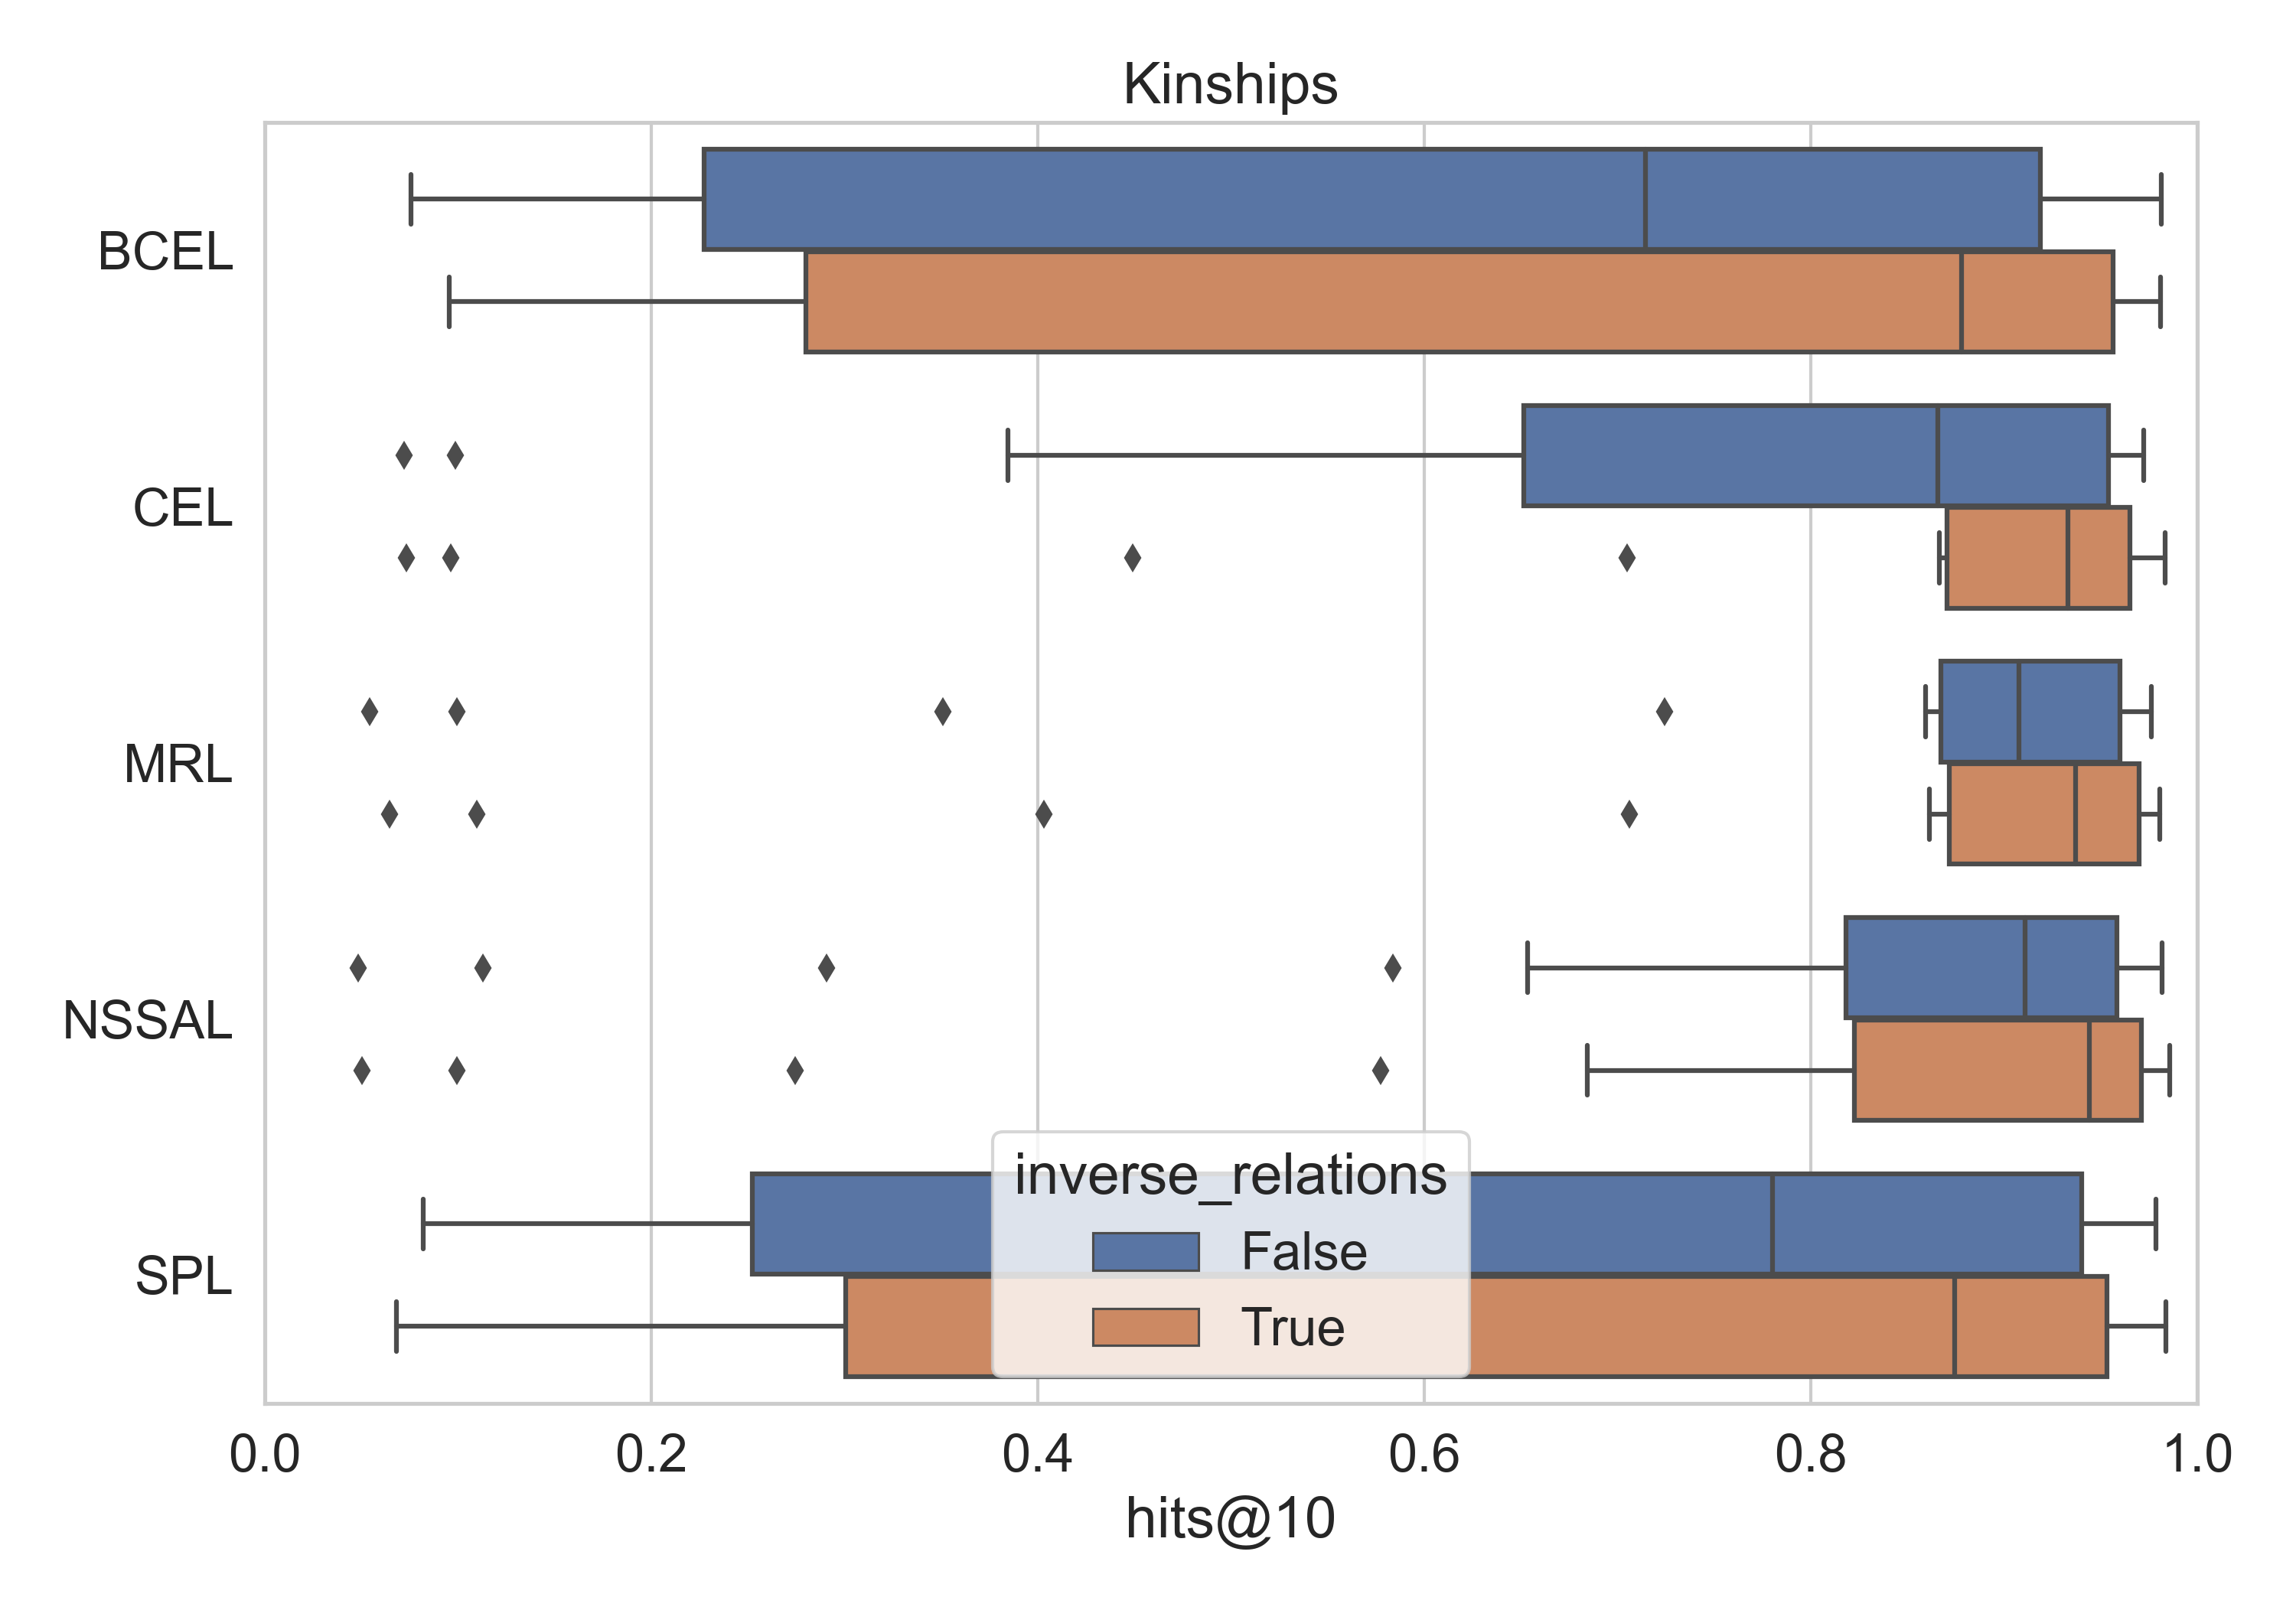 Kinships
BCEL
CEL
MRL
NSSAL
SPL
inverse_relations
False
True
0.0 0.2 0.4 0.6 0.8 1.0
hits@10